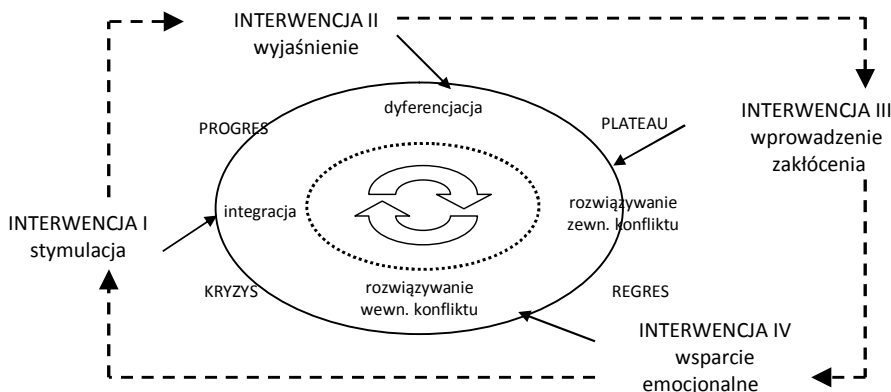 INTERWENCJA II
wyjaśnienie
dyferencjacja
PROGRES
PLATEAU
INTERWENCJA III
wprowadzenie
zakłócenia
integracja
rozwiązywanie
zewn. konfliktu
INTERWENCJA I
stymulacja
KRYZYS
rozwiązywanie
wewn. konfliktu
REGRES
INTERWENCJA IV
wsparcie
emocjonalne